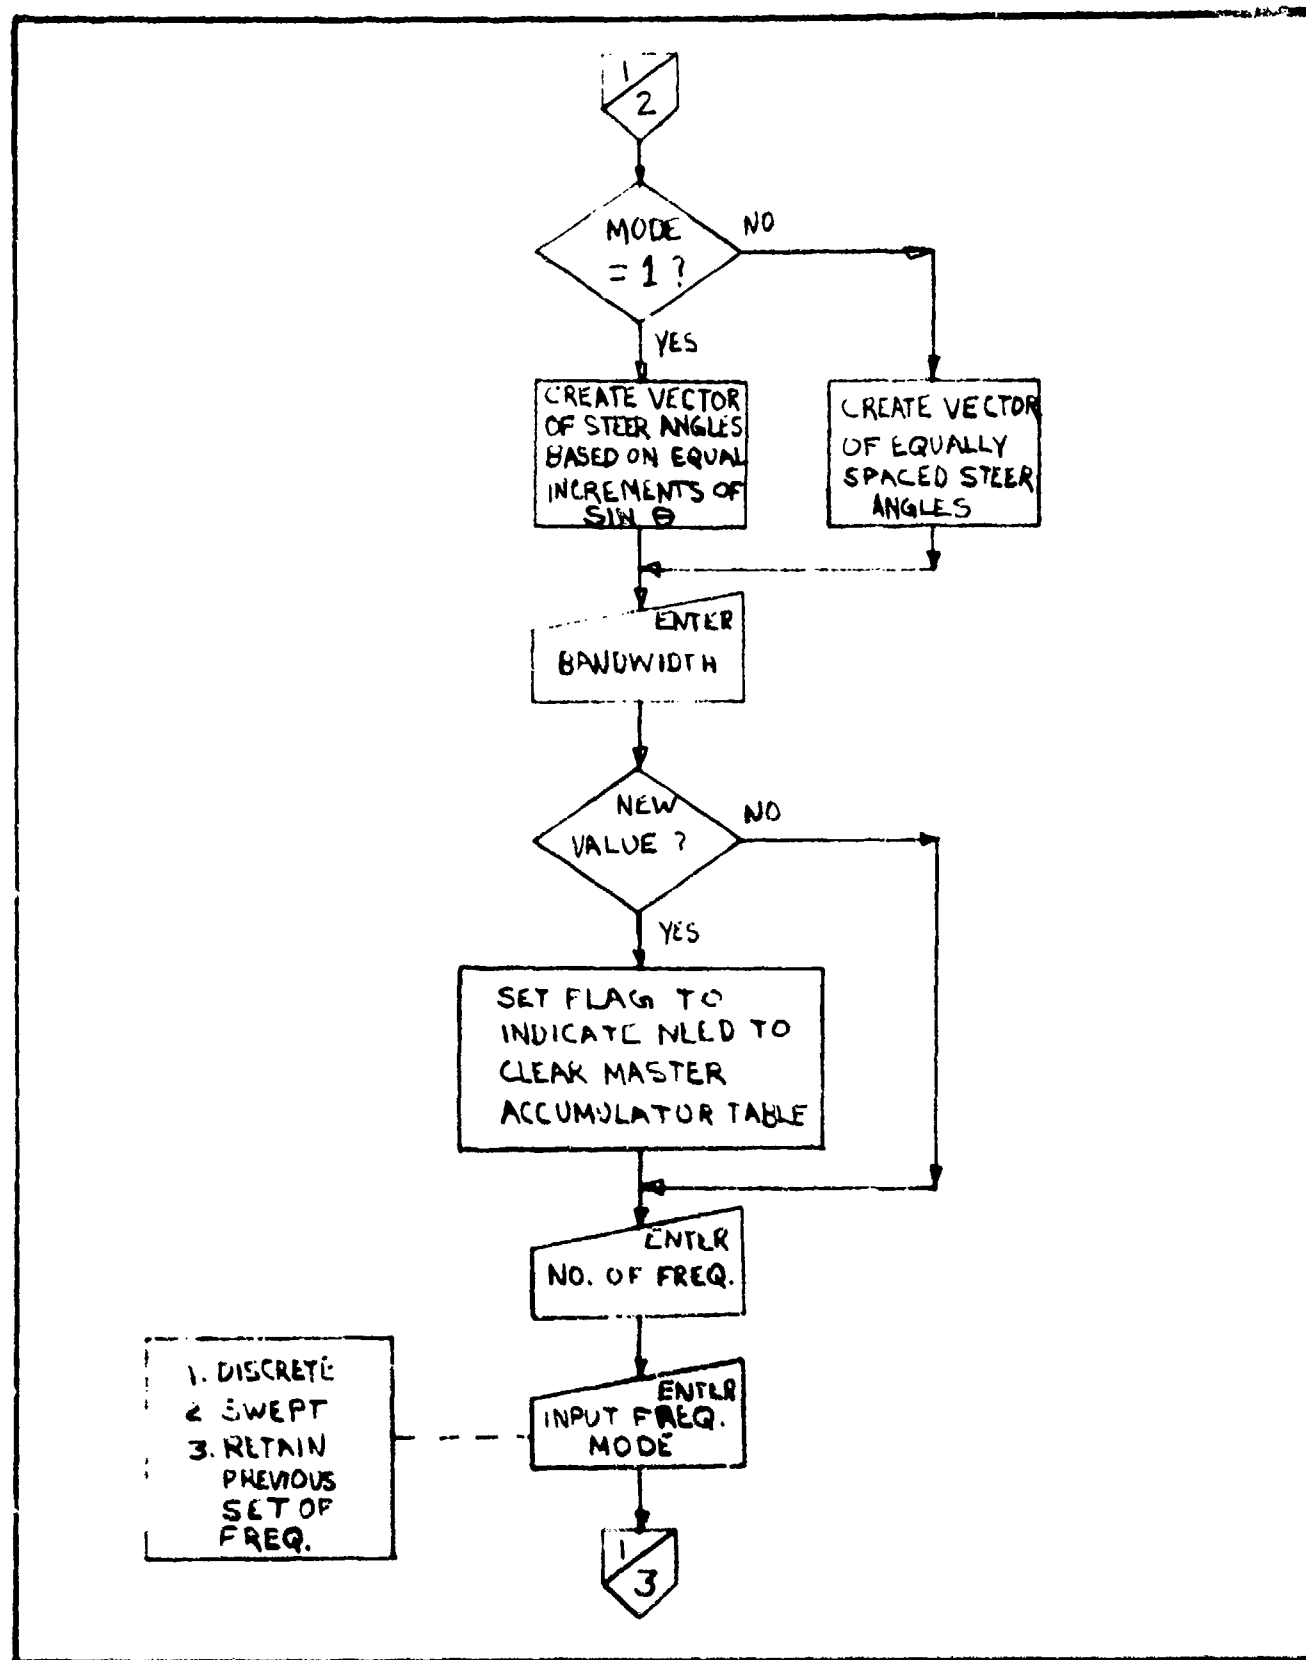 1
2
MODE
= 1 ?
NO
YES
CREATE VECTOR
OF STEER ANGLES
BASED ON EQUAL
INCREMENTS OF
SIN θ
CREATE VECTOR
OF EQUALLY
SPACED STEER
ANGLES
ENTER
BANDWIDTH
NEW
VALUE ?
NO
YES
SET FLAG TO
INDICATE NEED TO
CLEAR MASTER
ACCUMULATOR TABLE
ENTER
NO. OF FREQ.
ENTER
INPUT FREQ.
MODE
1. DISCRETE
2 SWEPT
3. RETAIN
PREVIOUS
SET OF
FREQ.
1
3